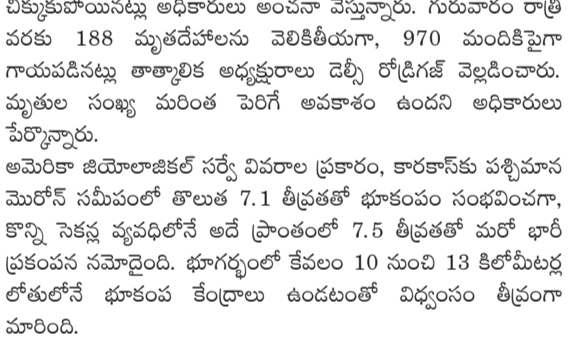 చిక్కుకుపోయినట్లు అధికారులు అంచనా వేస్తున్నారు. గురువారం రాత్రి
వరకు 188 మృతదేహాలను వెలికితీయగా, 970 మందికిపైగా
గాయపడినట్లు తాత్కాలిక అధ్యక్షురాలు డెల్సీ రోడ్రిగజ్ వెల్లడించారు.
మృతుల సంఖ్య మరింత పెరిగే అవకాశం ఉందని అధికారులు
పేర్కొన్నారు.
అమెరికా జియోలాజికల్ సర్వే వివరాల ప్రకారం, కారకాస్‌కు పశ్చిమాన
మొరోన్ సమీపంలో తొలుత 7.1 తీవ్రతతో భూకంపం సంభవించగా,
కొన్ని సెకన్ల వ్యవధిలోనే అదే ప్రాంతంలో 7.5 తీవ్రతతో మరో భారీ
ప్రకంపన నమోదైంది. భూగర్భంలో కేవలం 10 నుంచి 13 కిలోమీటర్ల
లోతులోనే భూకంప కేంద్రాలు ఉండటంతో విధ్వంసం తీవ్రంగా
మారింది.